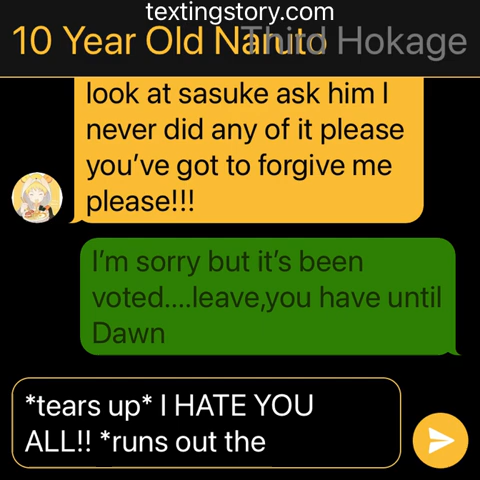 textingstory.com
10 Year Old Naruto Third Hokage
look at sasuke ask him I
never did any of it please
you’ve got to forgive me
please!!!
I’m sorry but it’s been
voted....leave,you have until
Dawn
*tears up* I HATE YOU
ALL!! *runs out the